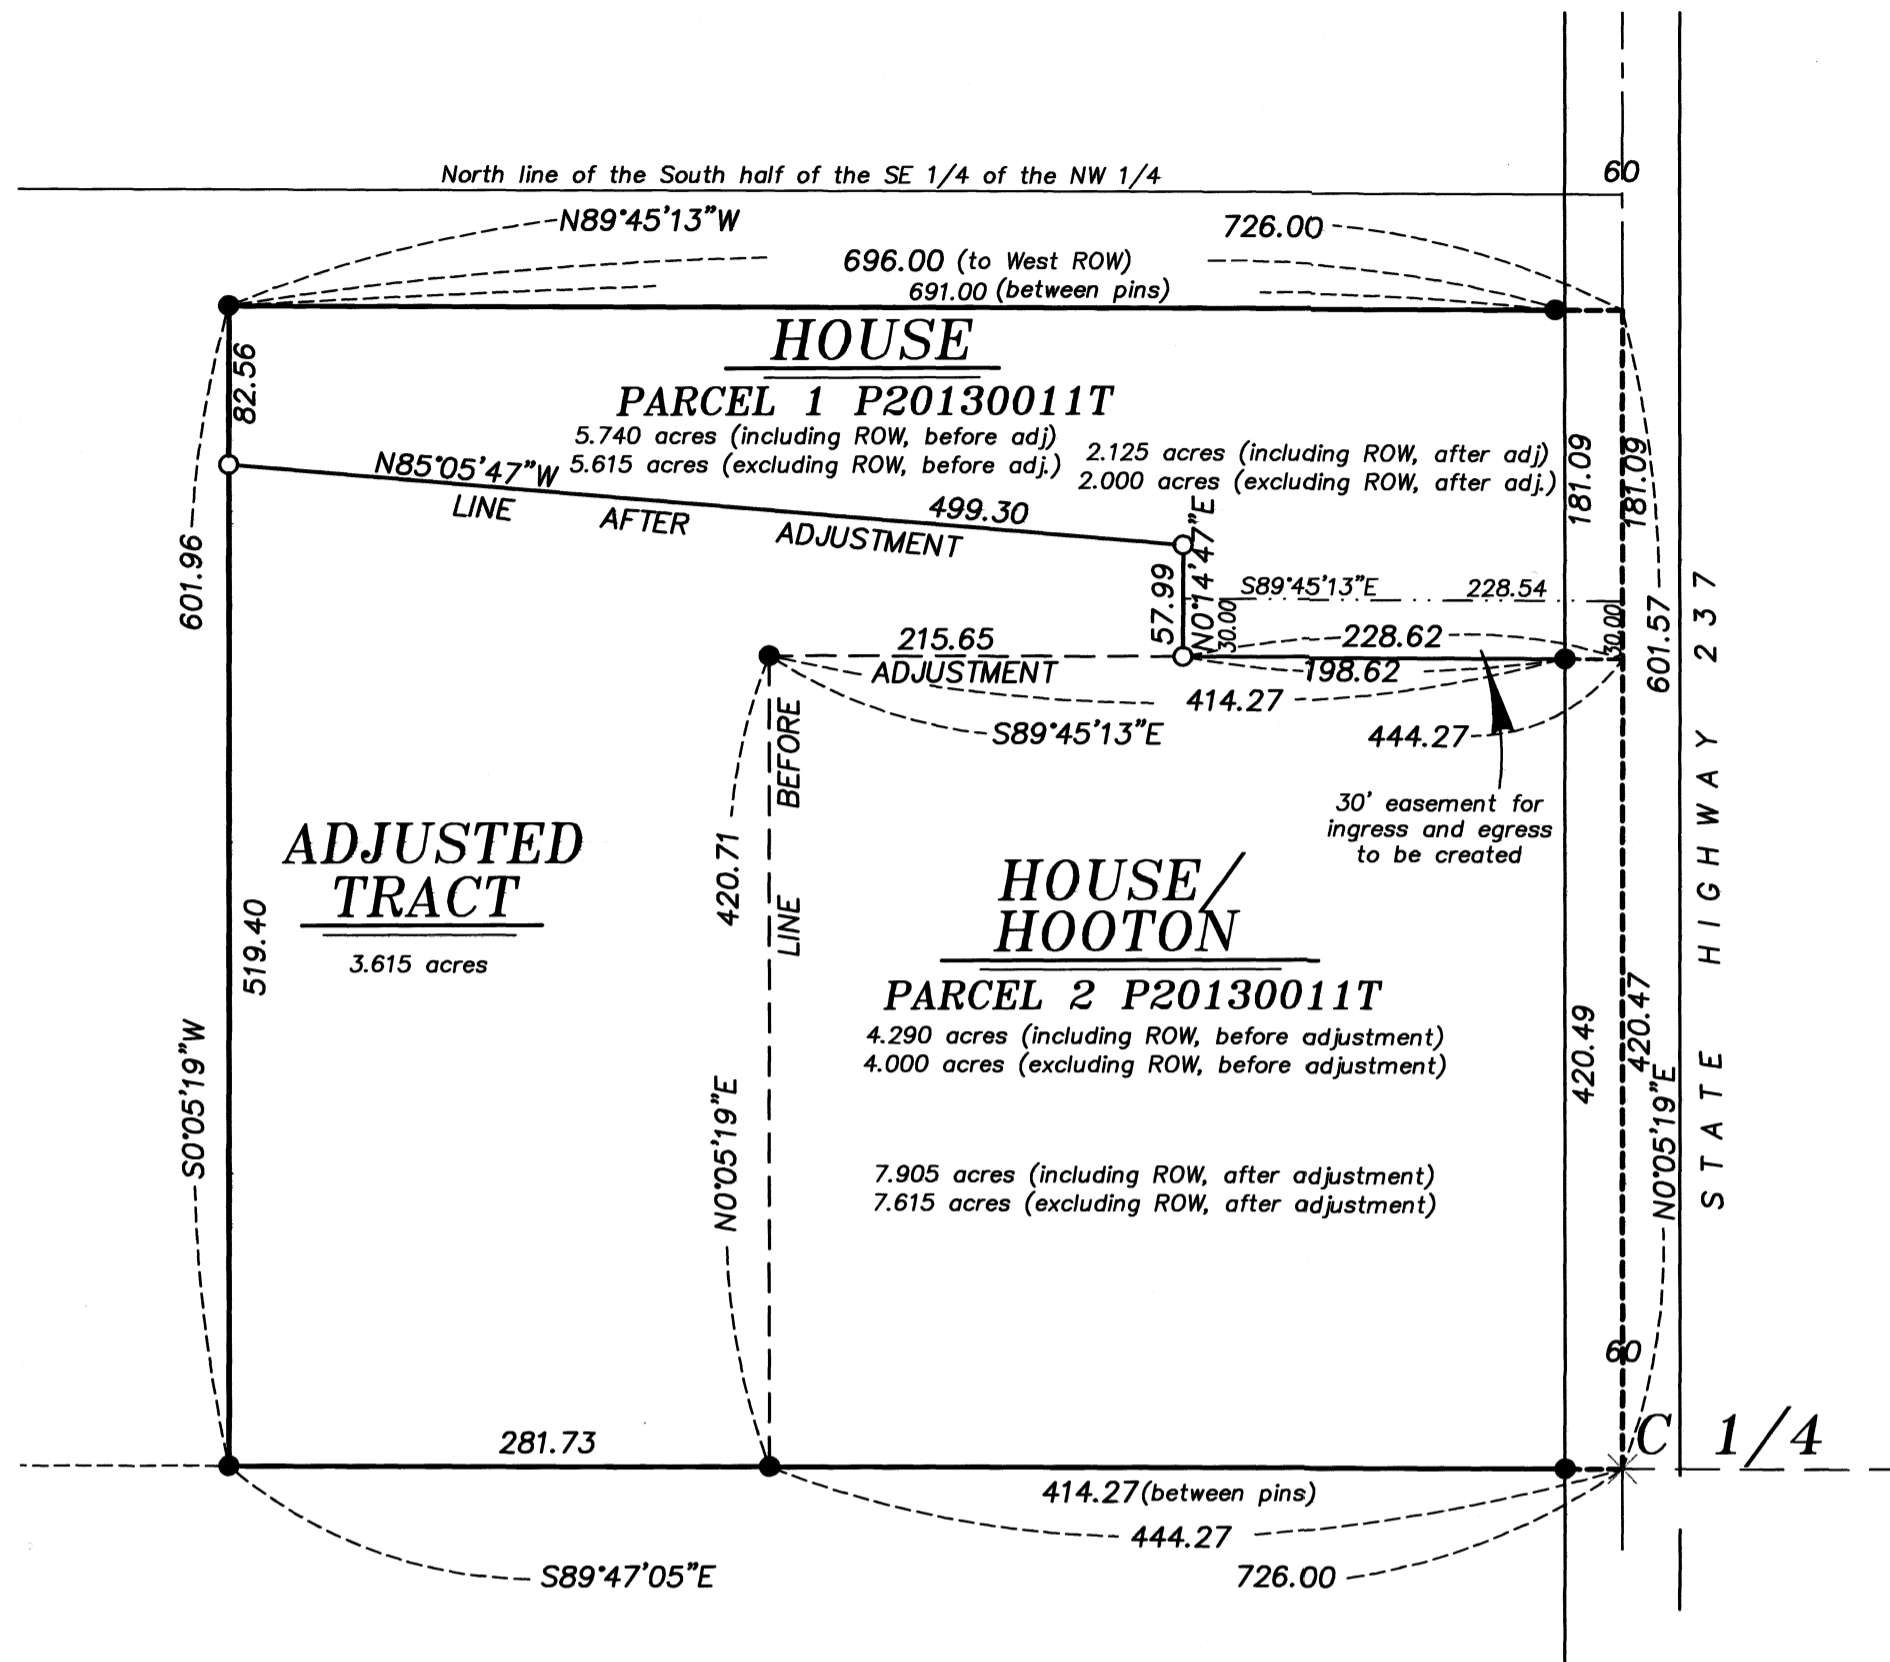 60
North line of the South half of the SE 1/4 of the NW 1/4
N89°45'13"W
726.00
696.00 (to West ROW)
691.00 (between pins)
HOUSE
PARCEL 1 P20130011T
5.740 acres (including ROW, before adj)
5.615 acres (excluding ROW, before adj.)
2.125 acres (including ROW, after adj)
2.000 acres (excluding ROW, after adj.)
82.56
181.09
181.09
N85°05'47"W
499.30
LINE AFTER ADJUSTMENT
601.96
57.99
N0°14'47"E
30.00
S89°45'13"E
228.54
30.00
601.57
215.65
ADJUSTMENT
228.62
198.62
414.27
S89°45'13"E
444.27
30' easement for
ingress and egress
to be created
LINE BEFORE
420.71
N0°05'19"E
ADJUSTED
TRACT
3.615 acres
519.40
S0°05'19"W
HOUSE/
HOOTON
PARCEL 2 P20130011T
4.290 acres (including ROW, before adjustment)
4.000 acres (excluding ROW, before adjustment)
7.905 acres (including ROW, after adjustment)
7.615 acres (excluding ROW, after adjustment)
420.49
420.47
N0°05'19"E
STATE HIGHWAY 237
60
C 1/4
281.73
414.27(between pins)
444.27
726.00
S89°47'05"E